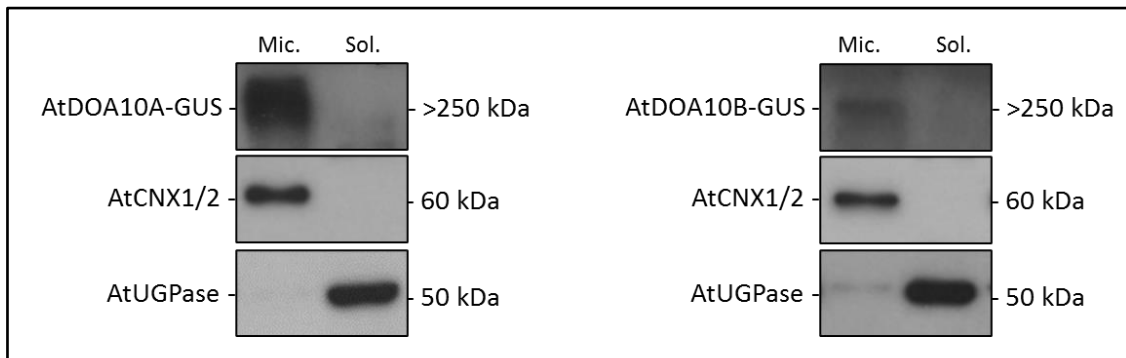 Mic. Sol.
AtDOA10A-GUS - >250 kDa
AtCNX1/2 - 60 kDa
AtUGPase - 50 kDa
Mic. Sol.
AtDOA10B-GUS - >250 kDa
AtCNX1/2 - 60 kDa
AtUGPase - 50 kDa